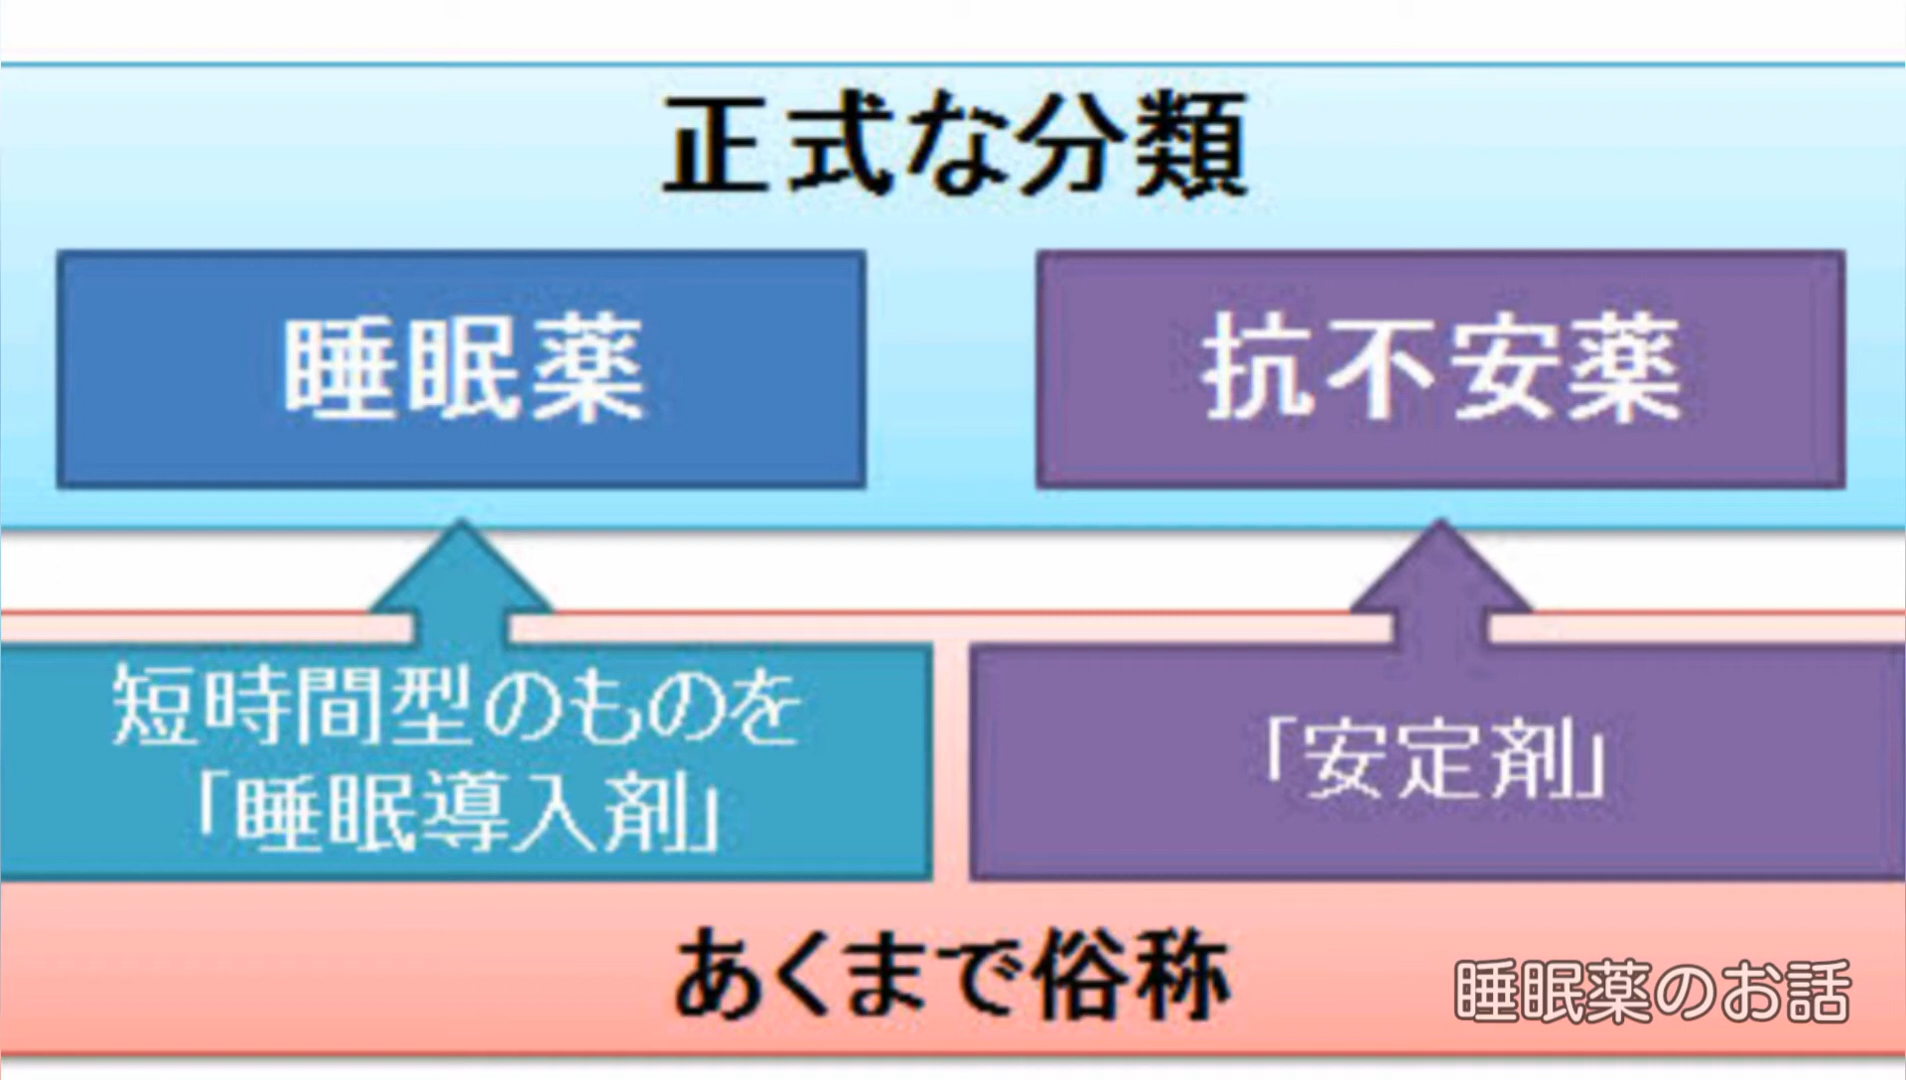 正式な分類
睡眠薬
抗不安薬
短時間型のものを
「睡眠導入剤」
「安定剤」
あくまで俗称
睡眠薬のお話